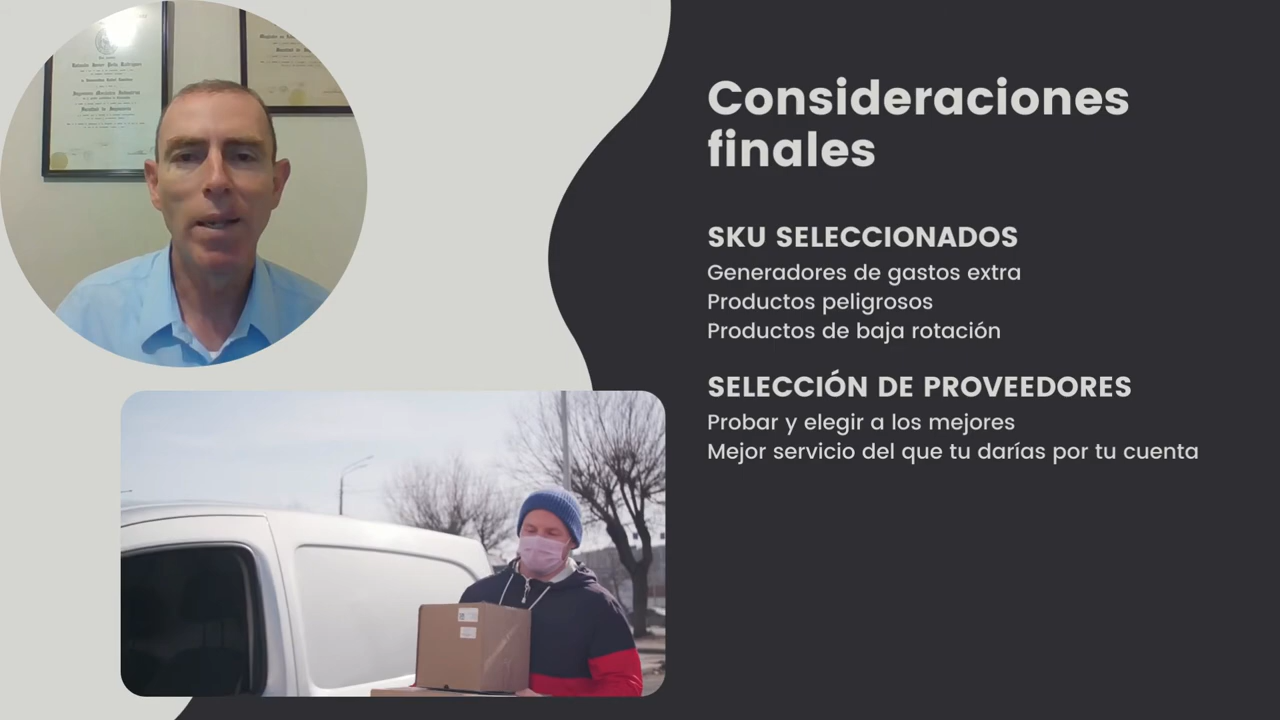 Consideraciones
finales
SKU SELECCIONADOS
Generadores de gastos extra
Productos peligrosos
Productos de baja rotación
SELECCIÓN DE PROVEEDORES
Probar y elegir a los mejores
Mejor servicio del que tu darías por tu cuenta